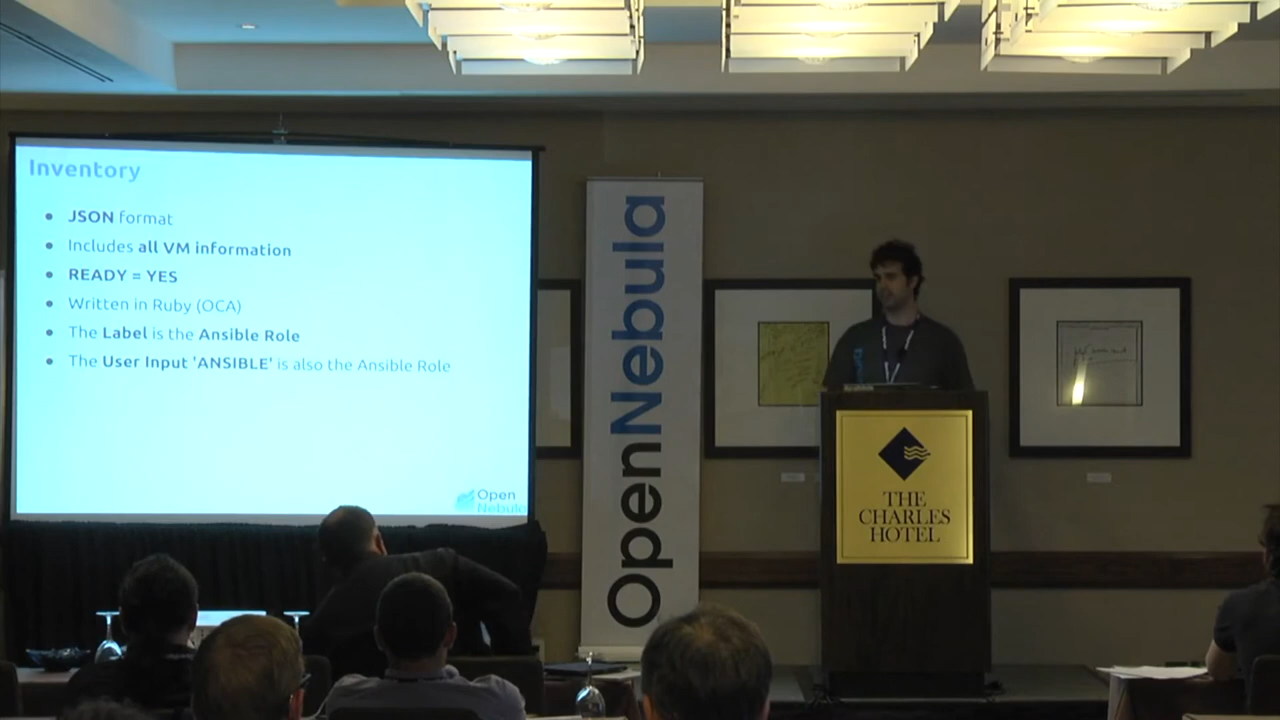 Inventory
JSON format
Includes all VM information
READY = YES
Written in Ruby (OCA)
The Label is the Ansible Role
The User Input 'ANSIBLE' is also the Ansible Role
Open
Nebula
OpenNebula
THE
CHARLES
HOTEL